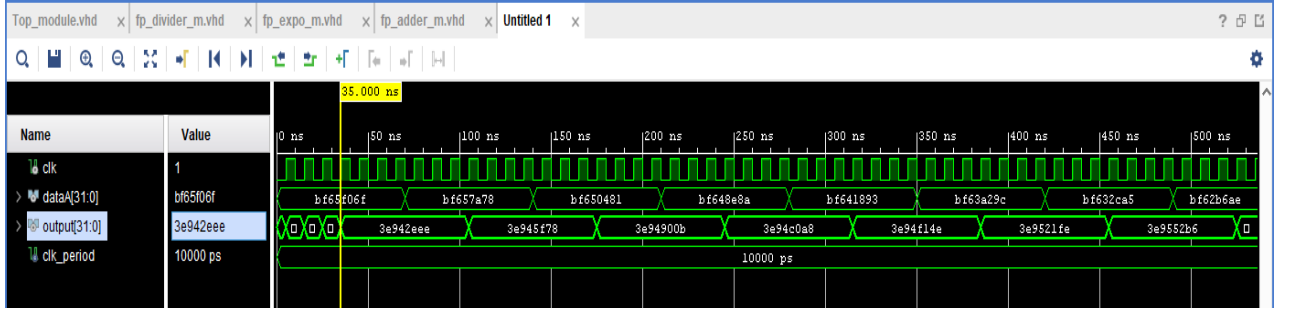 Top_module.vhd x fp_divider_m.vhd x fp_expo_m.vhd x fp_adder_m.vhd x Untitled 1 x ?
35.000 ns
Name Value 0 ns 50 ns 100 ns 150 ns 200 ns 250 ns 300 ns 350 ns 400 ns 450 ns 500 ns
clk 1
dataA[31:0] bf65f06f bf65f06f bf657a78 bf650481 bf648e8a bf641893 bf63a29c bf632ca5 bf62b6ae
output[31:0] 3e942eee 3e942eee 3e945f78 3e94900b 3e94c0a8 3e94f14e 3e9521fe 3e9552b6
clk_period 10000 ps 10000 ps